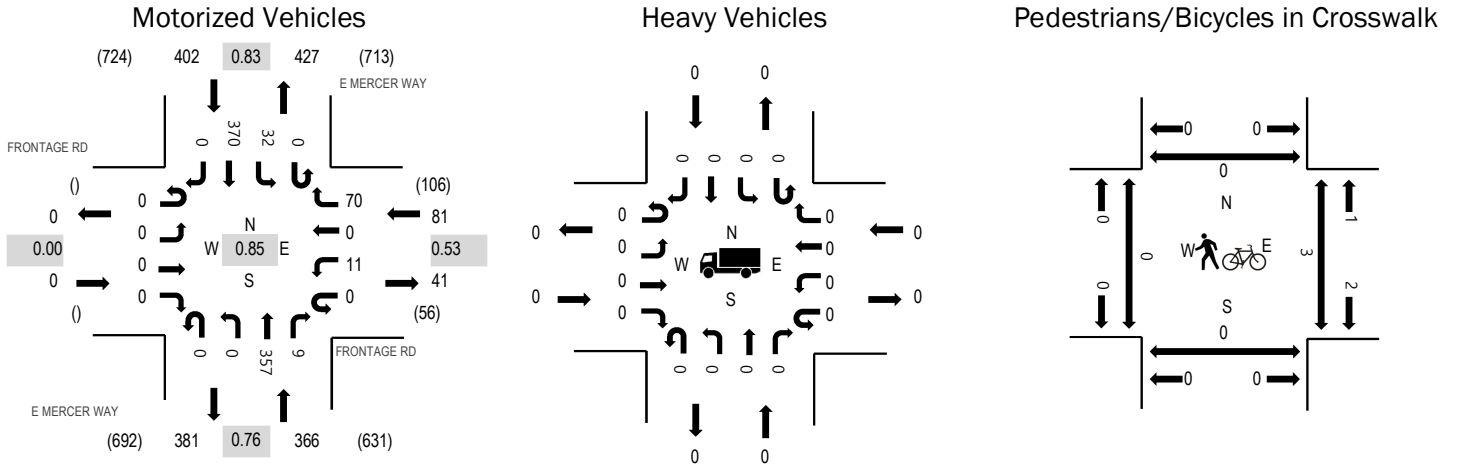 Motorized Vehicles
(724) 402 0.83 427 (713)
E MERCER WAY
FRONTAGE RD
0 370 32 0
() 0 70 (106)
0 81
0 N 0
0.00 W 0.85 E 0.53
0 11
0 S 41
() 0 0 (56)
0 0 357 9
FRONTAGE RD
E MERCER WAY
(692) 381 0.76 366 (631)
Heavy Vehicles
0 0
0 0 0 0
0 0
0 N 0
0 0
W E
0 0
0 S 0
0 0
0 0 0 0
0 0
Pedestrians/Bicycles in Crosswalk
0 0
0
N
0 1
W E
0 3
0 2
S
0
0 0